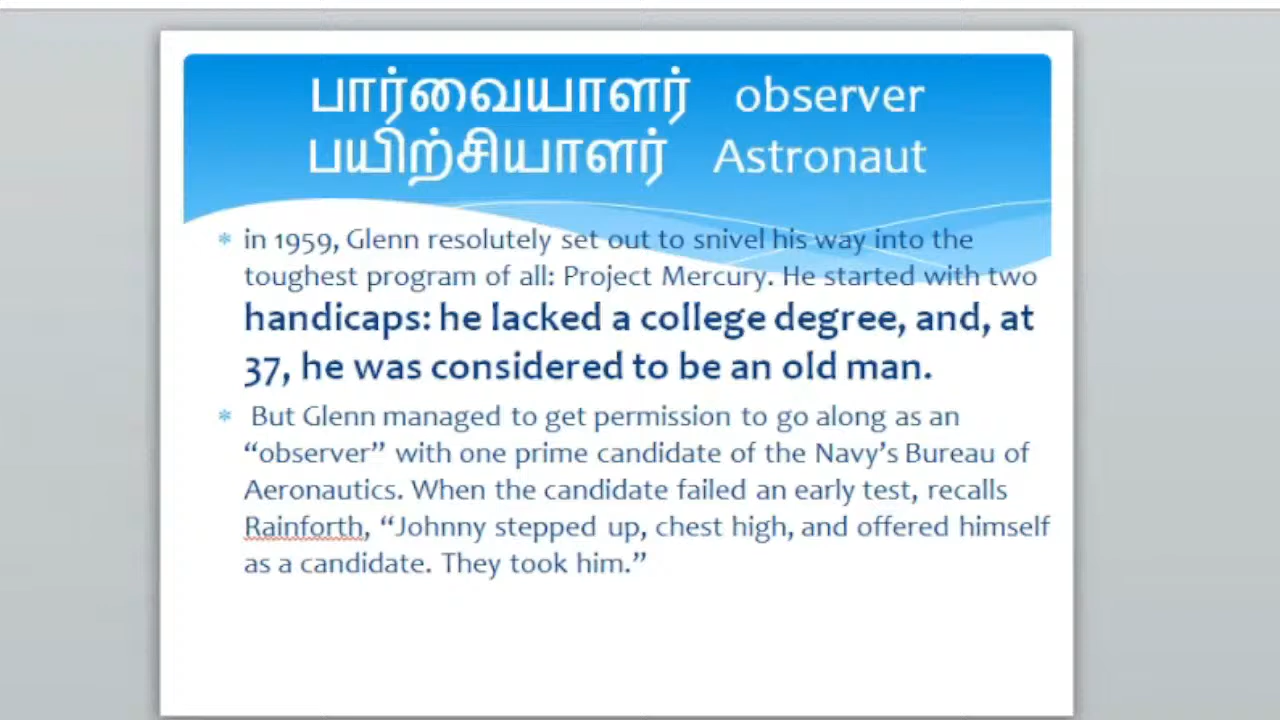 பார்வையாளர் observer
பயிற்சியாளர் Astronaut
* in 1959, Glenn resolutely set out to snivel his way into the
toughest program of all: Project Mercury. He started with two
handicaps: he lacked a college degree, and, at
37, he was considered to be an old man.
* But Glenn managed to get permission to go along as an
“observer” with one prime candidate of the Navy’s Bureau of
Aeronautics. When the candidate failed an early test, recalls
Rainforth, “Johnny stepped up, chest high, and offered himself
as a candidate. They took him.”